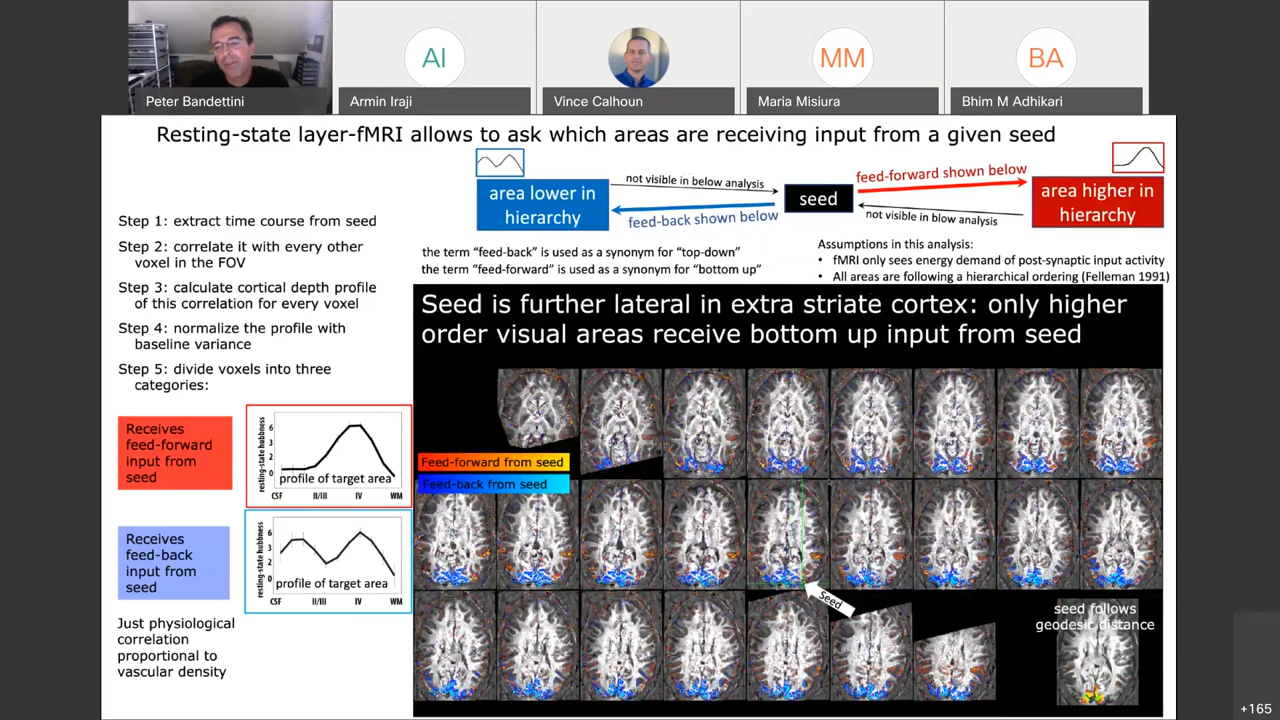 AI
MM
BA
Peter Bandettini
Armin Iraji
Vince Calhoun
Maria Misiura
Bhim M Adhikari
Resting-state layer-fMRI allows to ask which areas are receiving input from a given seed
area lower in
hierarchy
not visible in below analysis
feed-back shown below
seed
feed-forward shown below
not visible in blow analysis
area higher in
hierarchy
the term “feed-back” is used as a synonym for “top-down”
the term “feed-forward” is used as a synonym for “bottom up”
Assumptions in this analysis:
• fMRI only sees energy demand of post-synaptic input activity
• All areas are following a hierarchical ordering (Felleman 1991)
Step 1: extract time course from seed
Step 2: correlate it with every other
voxel in the FOV
Step 3: calculate cortical depth profile
of this correlation for every voxel
Step 4: normalize the profile with
baseline variance
Step 5: divide voxels into three
categories:
Receives
feed-forward
input from
seed
resting-state hubbness
6
3
2
0
profile of target area
CSF II/III IV WM
Receives
feed-back
input from
seed
resting-state hubbness
6
3
2
0
profile of target area
CSF II/III IV WM
Just physiological
correlation
proportional to
vascular density
Seed is further lateral in extra striate cortex: only higher
order visual areas receive bottom up input from seed
Feed-forward from seed
Feed-back from seed
Seed
seed follows
geodesic distance
+165